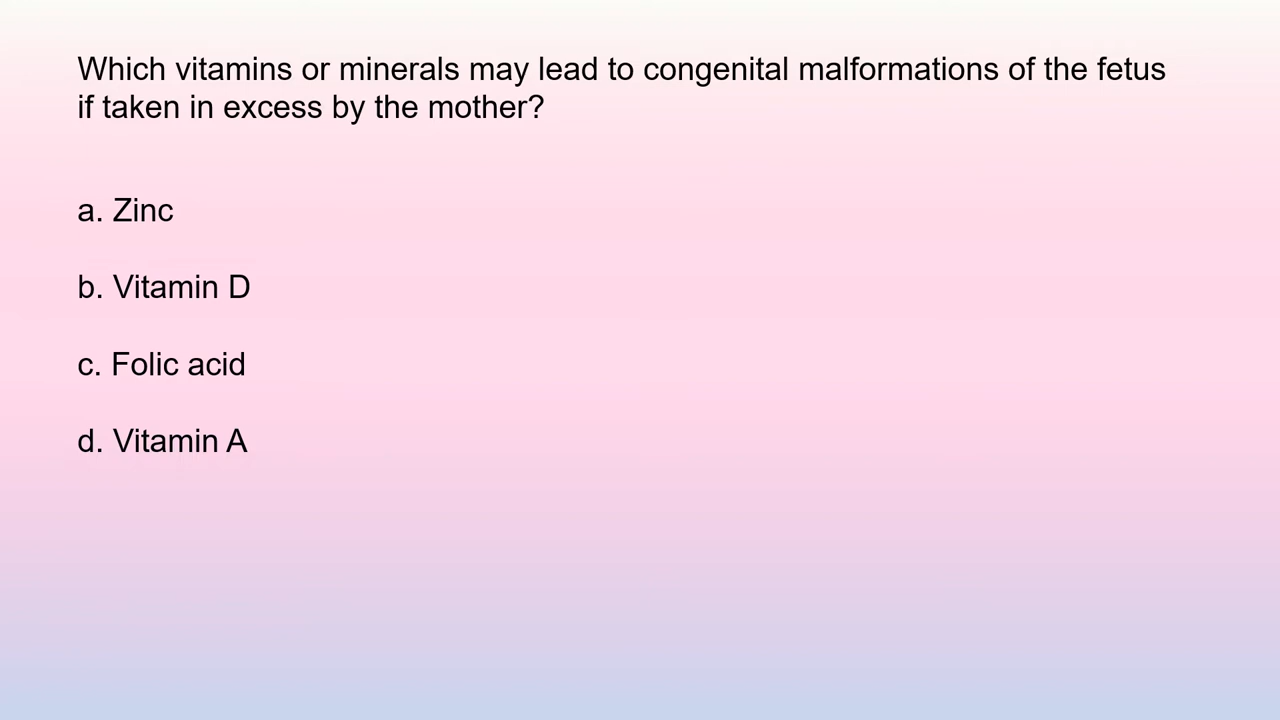 Which vitamins or minerals may lead to congenital malformations of the fetus
if taken in excess by the mother?
a. Zinc
b. Vitamin D
c. Folic acid
d. Vitamin A